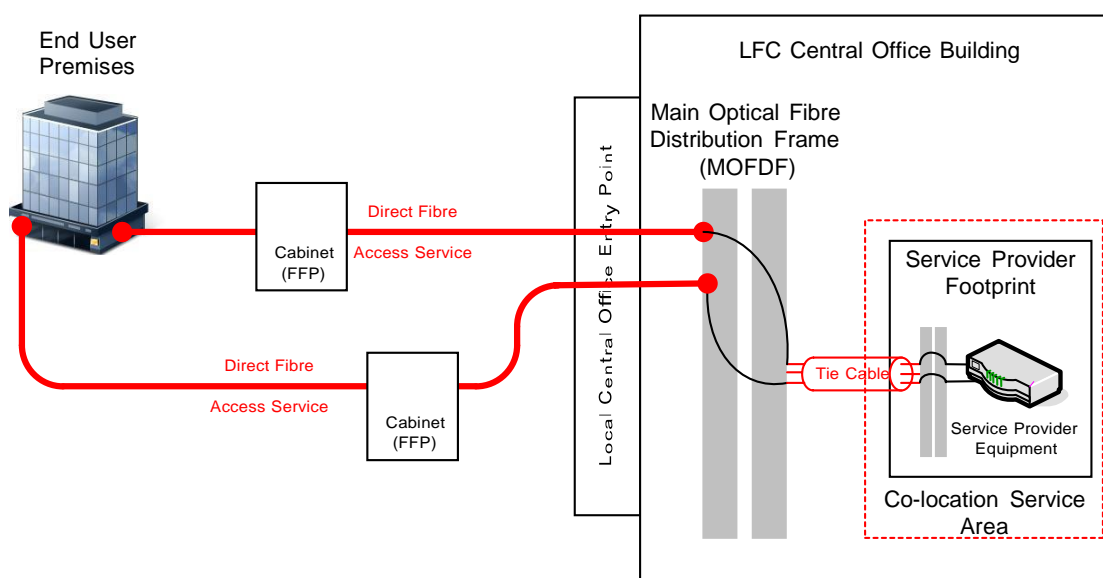 End User
Premises
LFC Central Office Building
Main Optical Fibre
Distribution Frame
(MOFDF)
Local Central Office Entry Point
Direct Fibre
Access Service
Cabinet
(FFP)
Direct Fibre
Access Service
Cabinet
(FFP)
Tie Cable
Service Provider
Footprint
Service Provider
Equipment
Co-location Service
Area